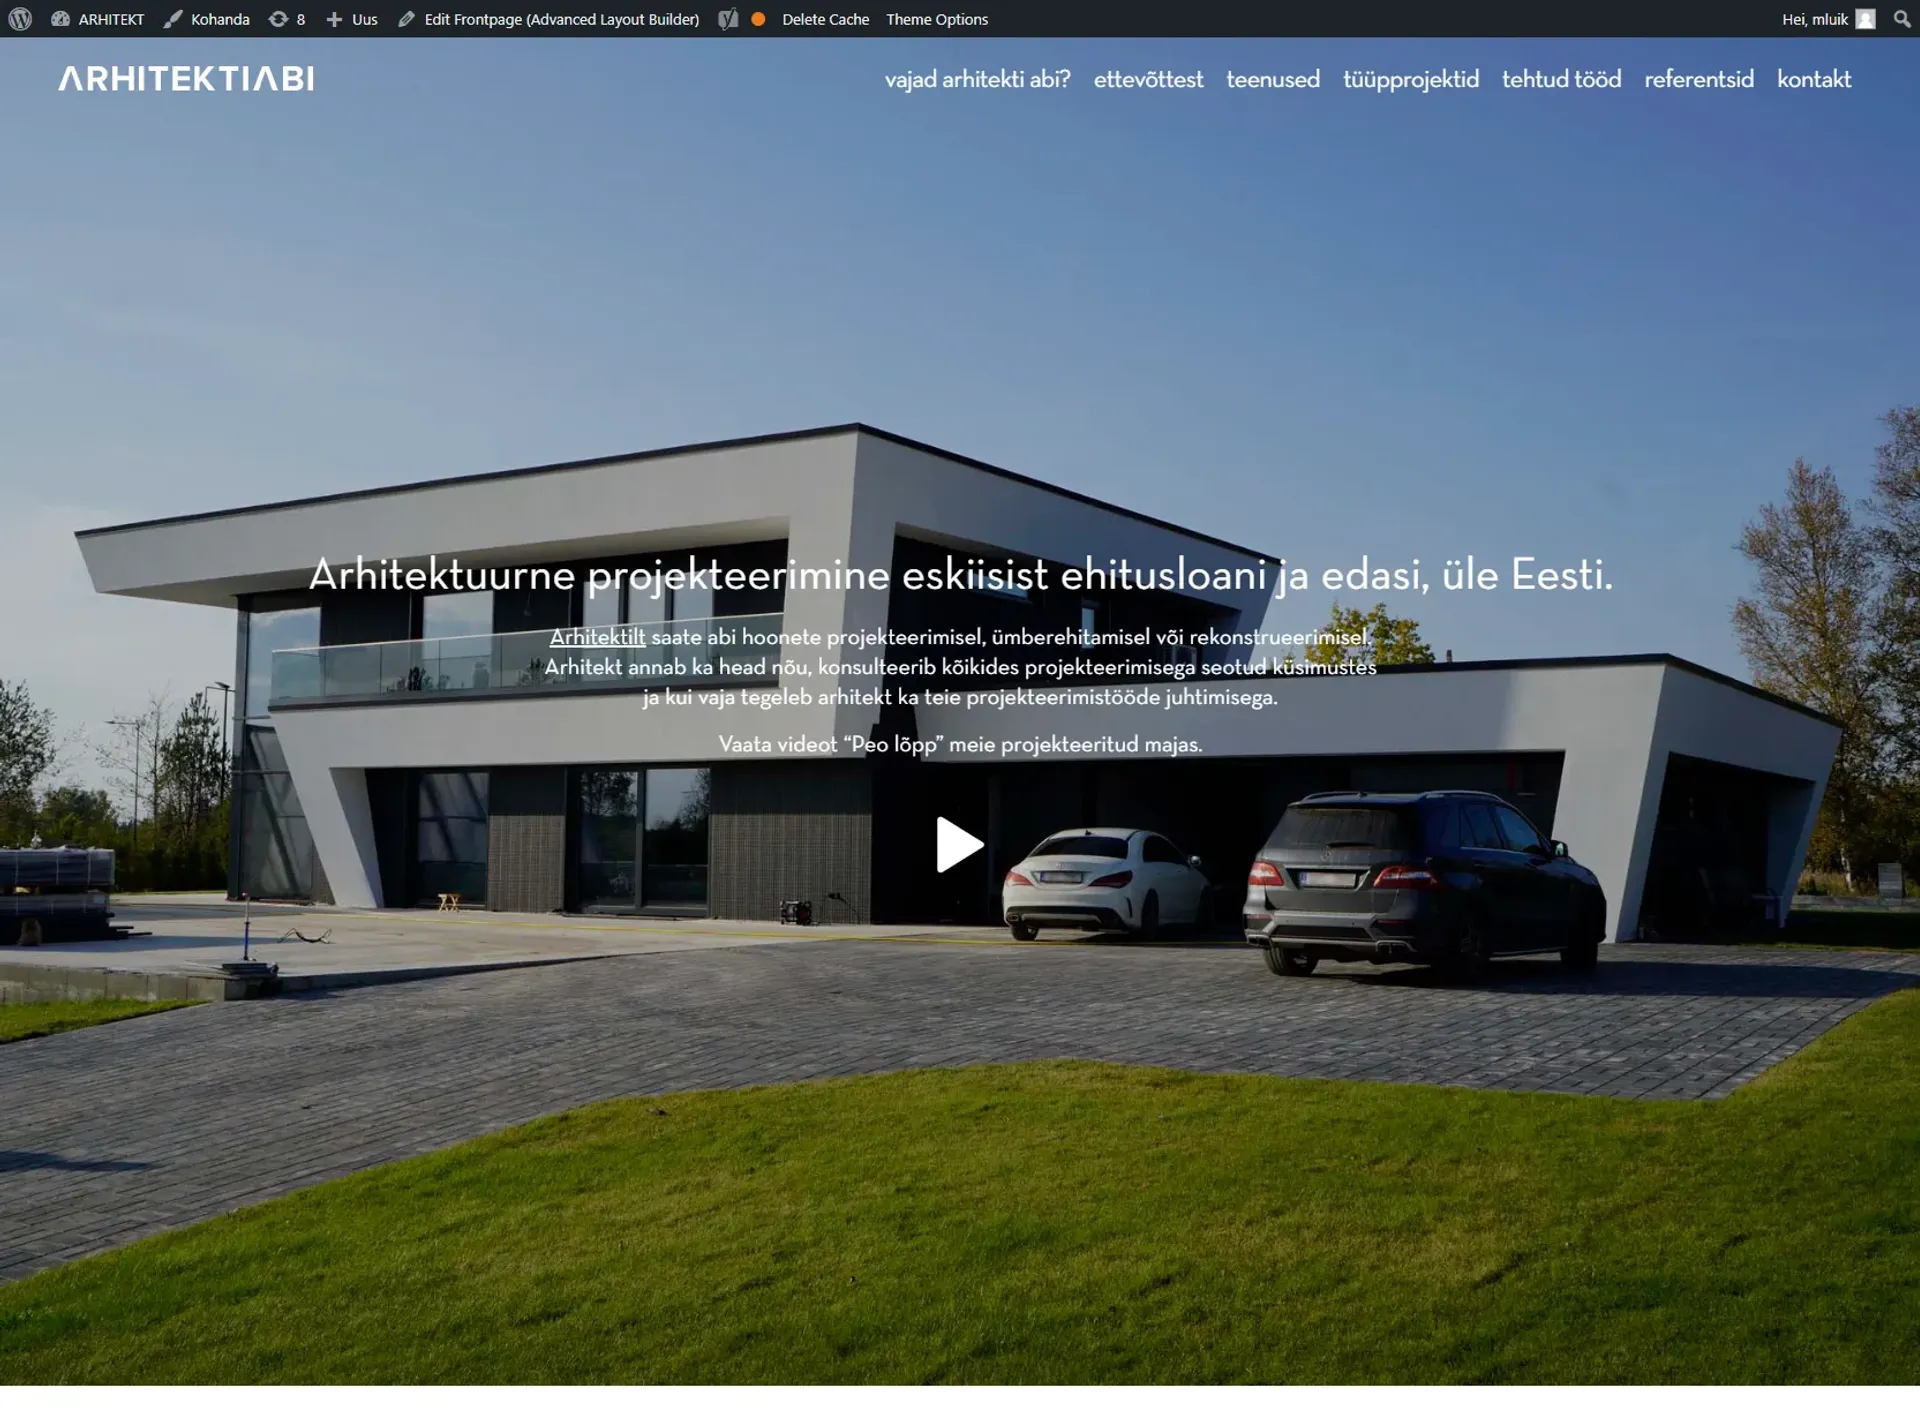 ARHITEKT Kohanda 8 Uus Edit Frontpage (Advanced Layout Builder) Delete Cache Theme Options Hei, mluik
ARHITEKTIABI
vajad arhitekti abi? ettevõttest teenused tüüpprojektid tehtud tööd referentsid kontakt
Arhitektuurne projekteerimine eskiisist ehitusloani ja edasi, üle Eesti.
Arhitektilt saate abi hoonete projekteerimisel, ümberehitamisel või rekonstrueerimisel.
Arhitekt annab ka head nõu, konsulteerib kõikides projekteerimisega seotud küsimustes
ja kui vaja tegeleb arhitekt ka teie projekteerimistööde juhtimisega.
Vaata videot “Peo lõpp” meie projekteeritud majas.